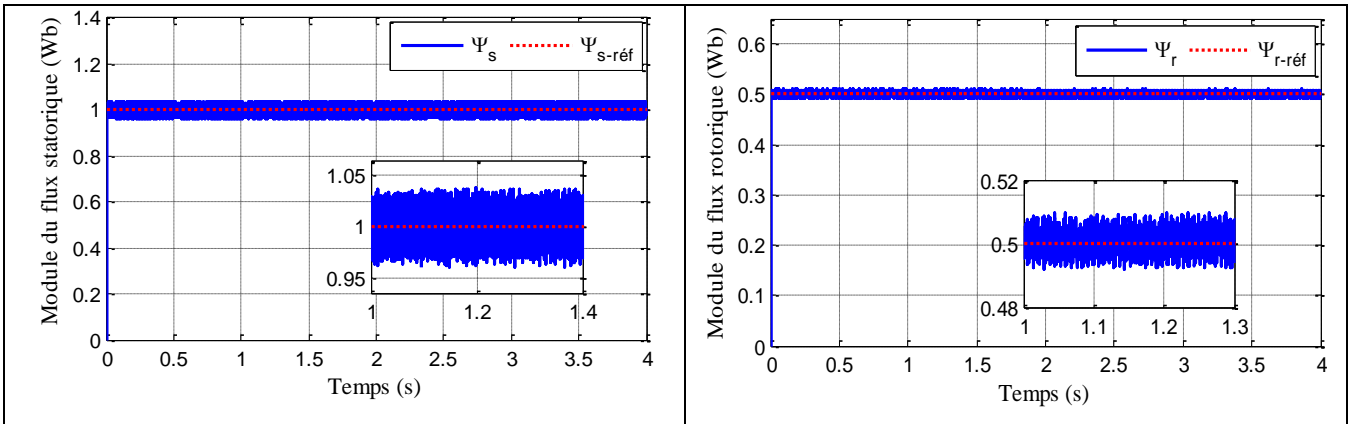 Module du flux statorique (Wb)
1.4
1.2
1
0.8
0.6
0.4
0.2
0
Ψs Ψs-réf
1.05
1
0.95
1 1.2 1.4
0 0.5 1 1.5 2 2.5 3 3.5 4
Temps (s)
Module du flux rotorique (Wb)
0.6
0.5
0.4
0.3
0.2
0.1
0
Ψr Ψr-réf
0.52
0.5
0.48
1 1.1 1.2 1.3
0 0.5 1 1.5 2 2.5 3 3.5 4
Temps (s)